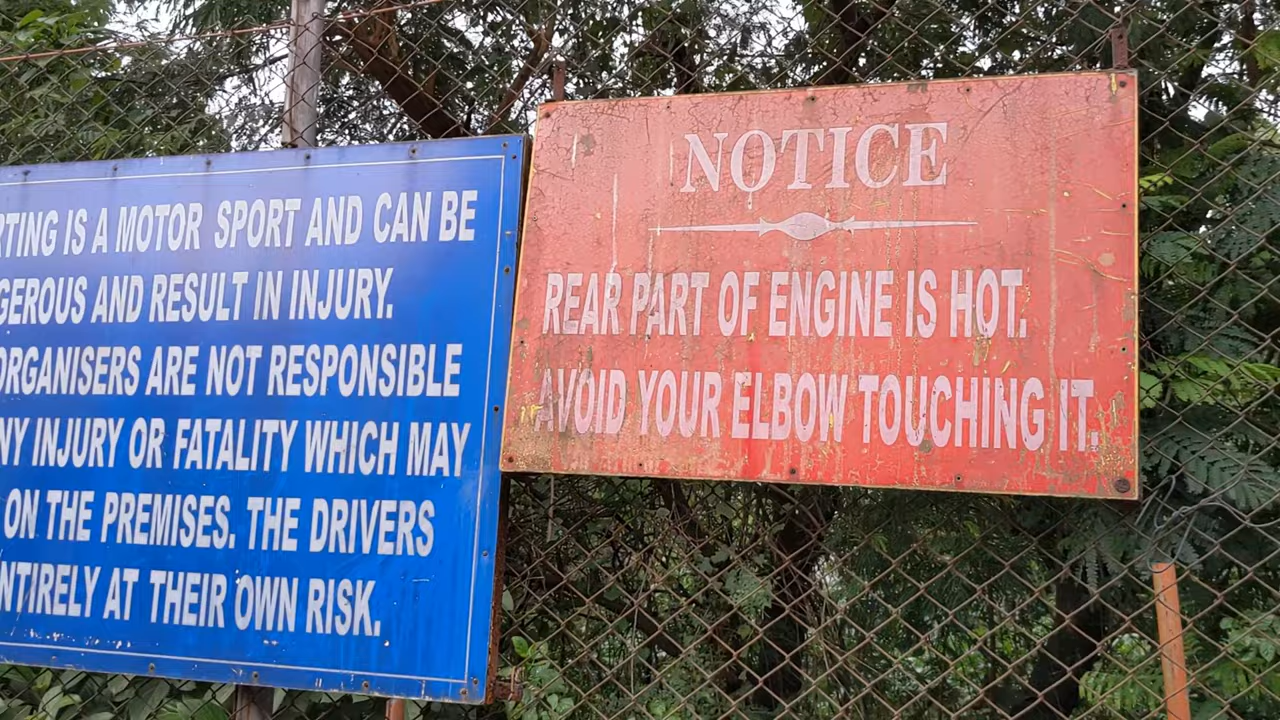 RTING IS A MOTOR SPORT AND CAN BE
GEROUS AND RESULT IN INJURY.
ORGANISERS ARE NOT RESPONSIBLE
NY INJURY OR FATALITY WHICH MAY
ON THE PREMISES. THE DRIVERS
NTIRELY AT THEIR OWN RISK.
NOTICE
REAR PART OF ENGINE IS HOT.
AVOID YOUR ELBOW TOUCHING IT.